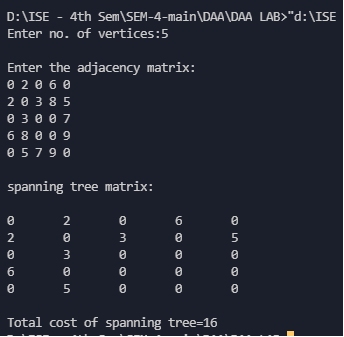 D:\ISE - 4th Sem\SEM-4-main\DAA\DAA LAB>"d:\ISE
Enter no. of vertices:5
Enter the adjacency matrix:
0 2 0 6 0
2 0 3 8 5
0 3 0 0 7
6 8 0 0 9
0 5 7 9 0
spanning tree matrix:
0 2 0 6 0
2 0 3 0 5
0 3 0 0 0
6 0 0 0 0
0 5 0 0 0
Total cost of spanning tree=16